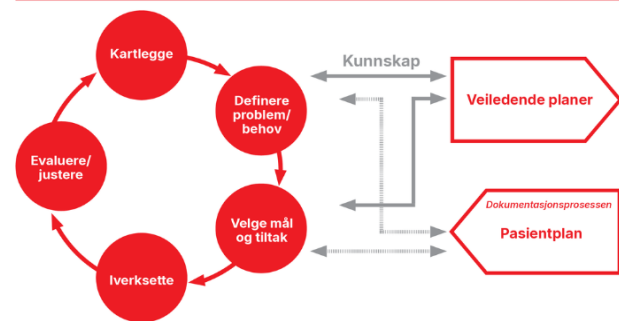 Kartlegge
Definere
problem/
behov
Velge mål
og tiltak
Iverksette
Evaluere/
justere
Kunnskap
Veiledende planer
Dokumentasjonsprosessen
Pasientplan